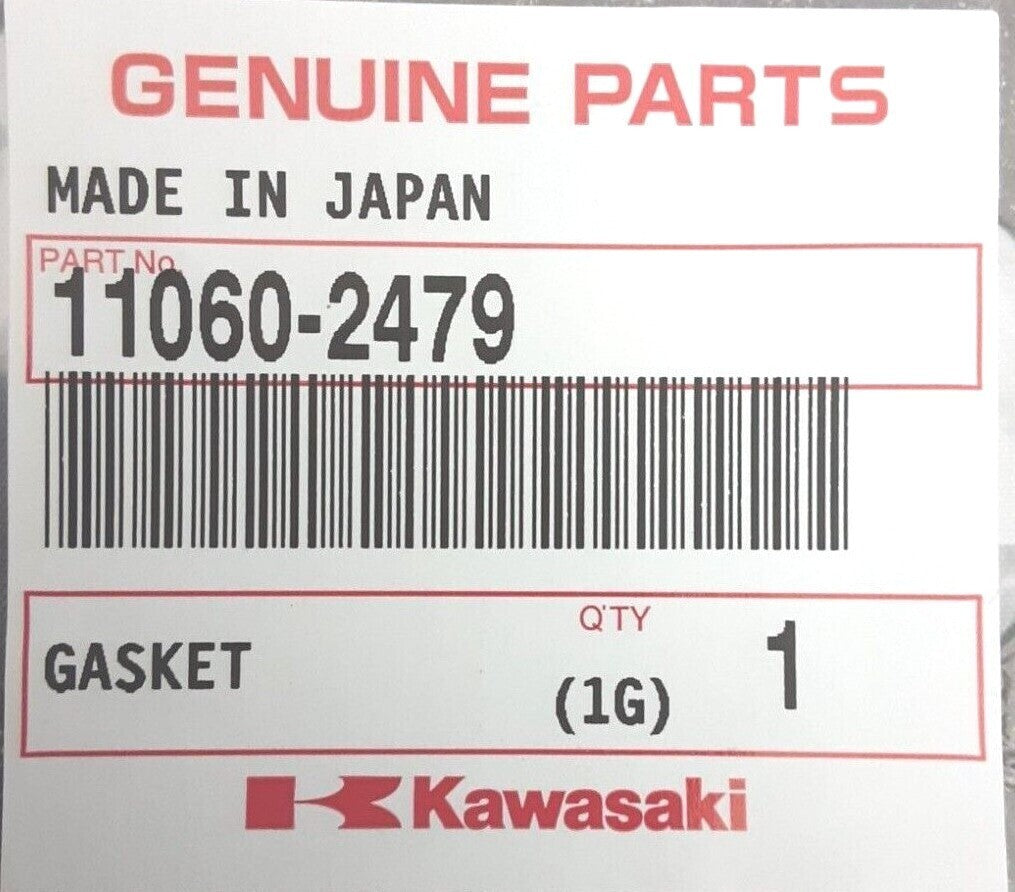 GENUINE PARTS
MADE IN JAPAN
PART No.
11060-2479
Q'TY
GASKET (1G) 1
Kawasaki